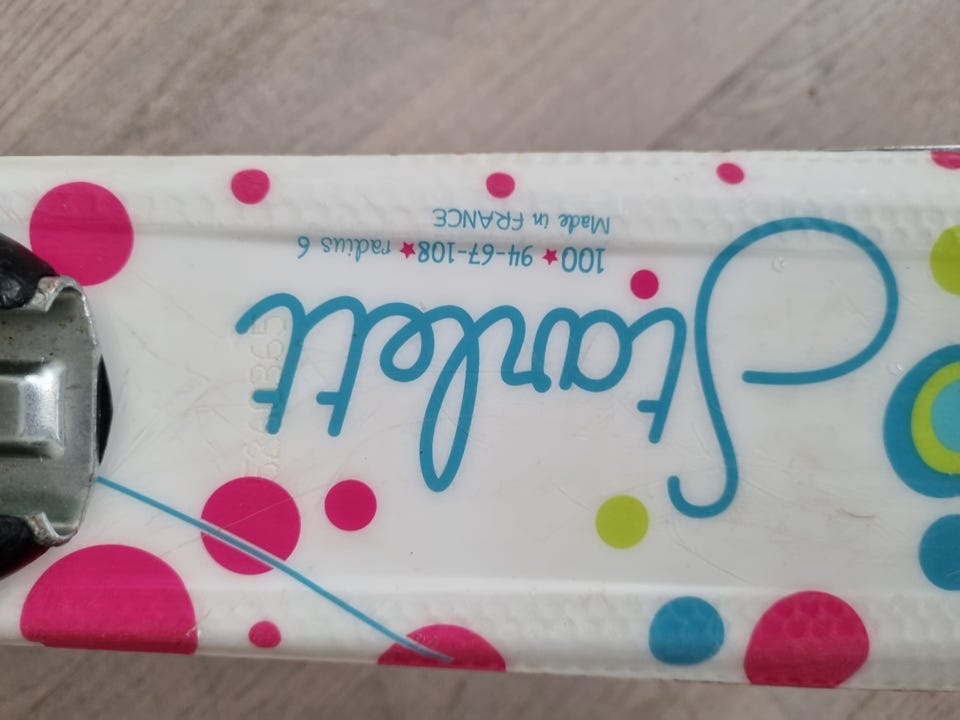 Starlett
100 ★ 94-67-108 ★ radius 6
Made in FRANCE